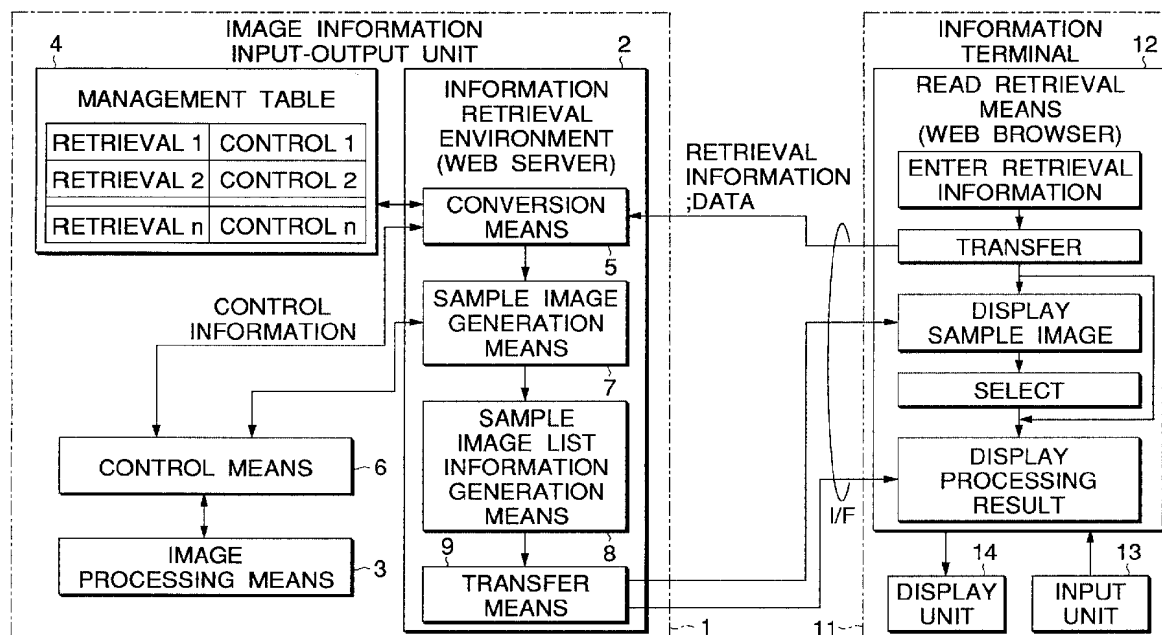 IMAGE INFORMATION
INPUT-OUTPUT UNIT
4
MANAGEMENT TABLE
RETRIEVAL 1 CONTROL 1
RETRIEVAL 2 CONTROL 2
RETRIEVAL n CONTROL n
2
INFORMATION
RETRIEVAL
ENVIRONMENT
(WEB SERVER)
CONVERSION
MEANS
5
CONTROL
INFORMATION
SAMPLE IMAGE
GENERATION
MEANS
7
SAMPLE
IMAGE LIST
INFORMATION
GENERATION
MEANS
8
CONTROL MEANS
6
IMAGE
PROCESSING MEANS
3
9
TRANSFER
MEANS
1
RETRIEVAL
INFORMATION
;DATA
I/F
INFORMATION
TERMINAL
12
READ RETRIEVAL
MEANS
(WEB BROWSER)
ENTER RETRIEVAL
INFORMATION
TRANSFER
DISPLAY
SAMPLE IMAGE
SELECT
DISPLAY
PROCESSING
RESULT
14
DISPLAY
UNIT
13
INPUT
UNIT
11